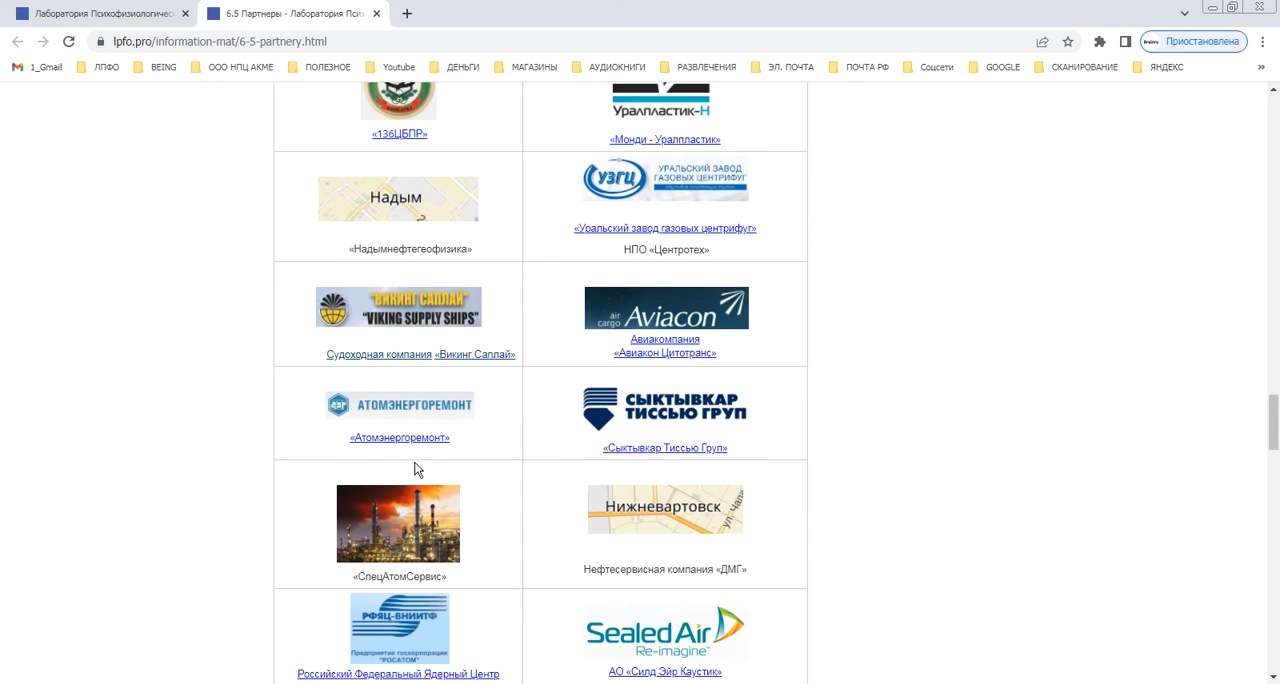 Лаборатория Психофизиологичес
6.5 Партнеры - Лаборатория Пси
lpfo.pro/information-mat/6-5-partnery.html
Приостановлена
1_Gmail
ЛПФО
BEING
ООО НПЦ АКМЕ
ПОЛЕЗНОЕ
Youtube
ДЕНЬГИ
МАГАЗИНЫ
АУДИОКНИГИ
РАЗВЛЕЧЕНИЯ
ЭЛ. ПОЧТА
ПОЧТА РФ
Соцсети
GOOGLE
СКАНИРОВАНИЕ
ЯНДЕКС
«136ЦБПР»
Уралпластик-Н
«Монди - Уралпластик»
Надым
«Надымнефтегеофизика»
УЗГЦ
УРАЛЬСКИЙ ЗАВОД
ГАЗОВЫХ ЦЕНТРИФУГ
«Уральский завод газовых центрифуг»
НПО «Центротех»
"ВИКИНГ САПЛАЙ"
"VIKING SUPPLY SHIPS"
Судоходная компания «Викинг Саплай»
air cargo Aviacon
Авиакомпания
«Авиакон Цитотранс»
АТОМЭНЕРГОРЕМОНТ
«Атомэнергоремонт»
СЫКТЫВКАР
ТИССЬЮ ГРУП
«Сыктывкар Тиссью Груп»
«СпецАтомСервис»
Нижневартовск
ул. Чапа
Нефтесервисная компания «ДМГ»
РФЯЦ-ВНИИТФ
Предприятие госкорпорации
"РОСАТОМ"
Российский Федеральный Ядерный Центр
Sealed Air
Re-imagine™
АО «Силд Эйр Каустик»